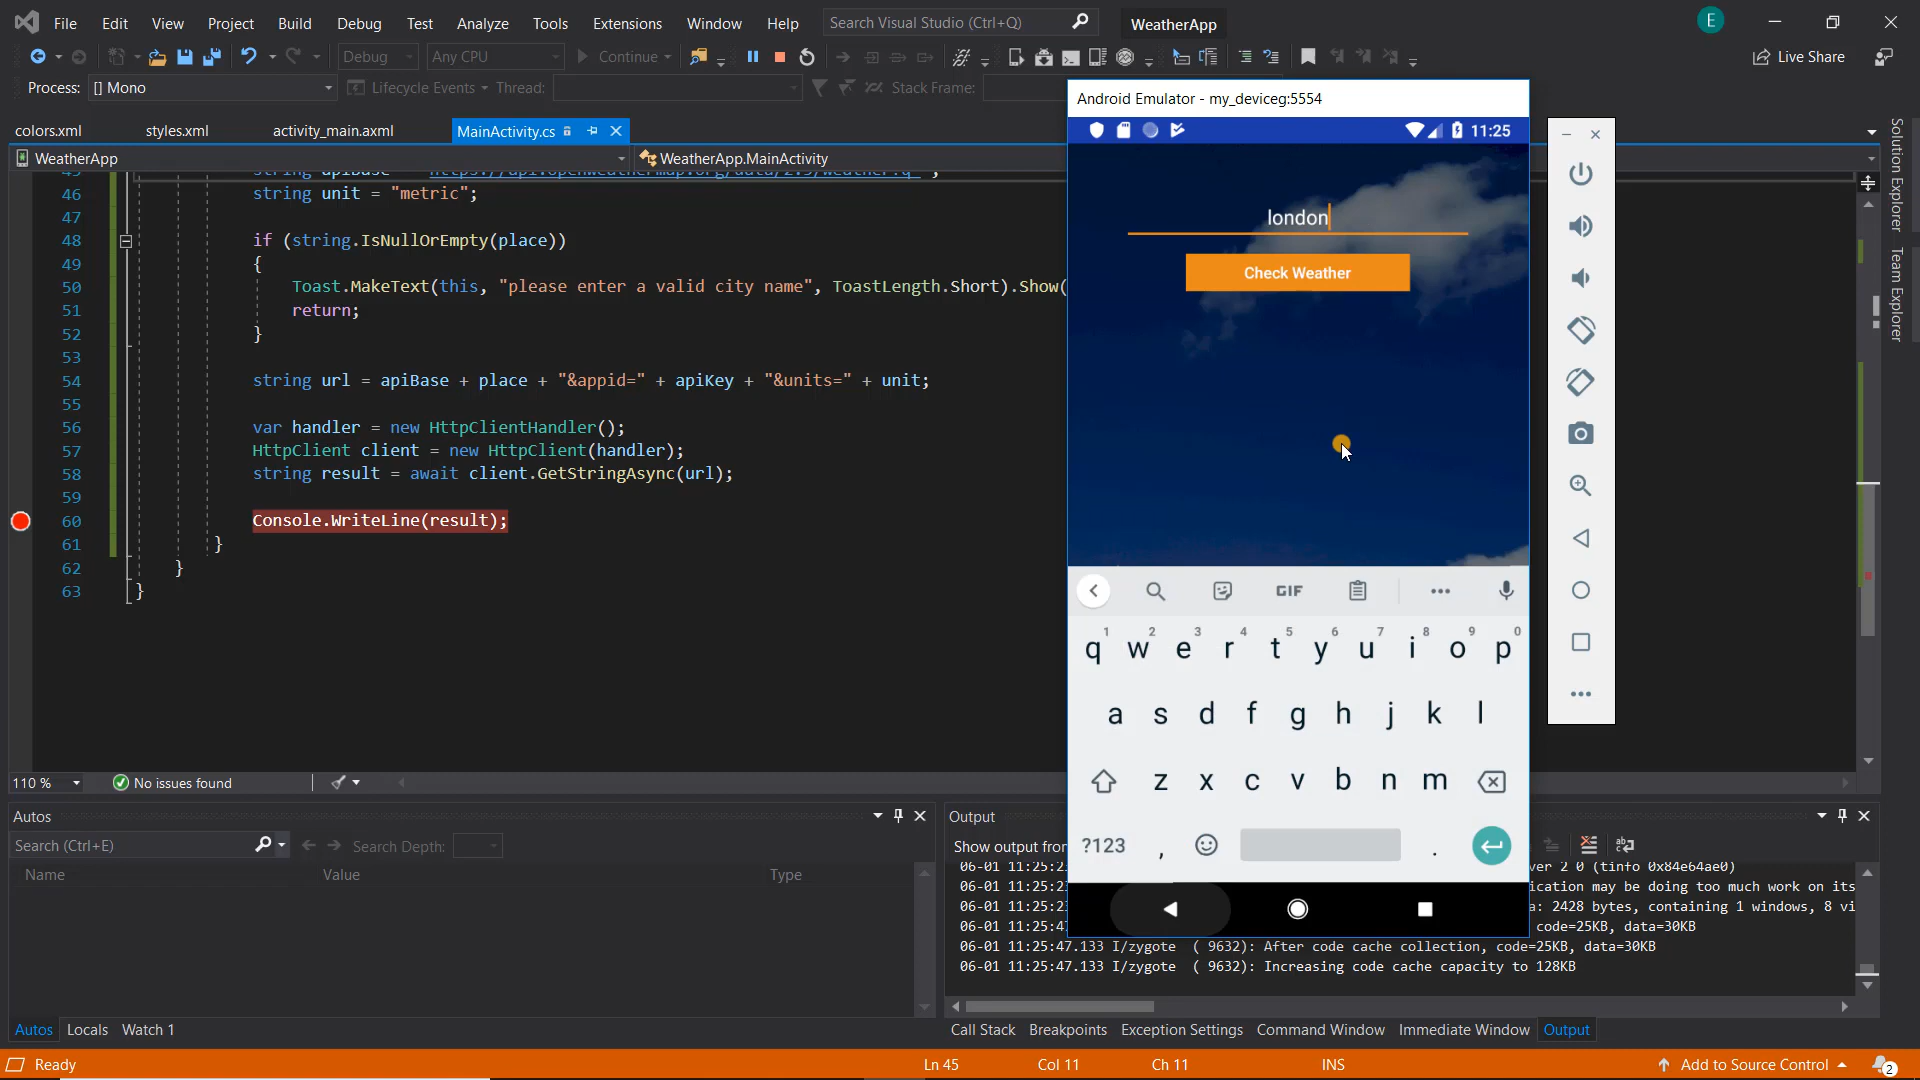 File Edit View Project Build Debug Test Analyze Tools Extensions Window Help Search Visual Studio (Ctrl+Q) WeatherApp E
Debug Any CPU Continue Live Share
Process: [] Mono Lifecycle Events Thread: Stack Frame:
colors.xml styles.xml activity_main.axml MainActivity.cs
WeatherApp WeatherApp.MainActivity
46 string unit = "metric";
47
48 if (string.IsNullOrEmpty(place))
49 {
50 Toast.MakeText(this, "please enter a valid city name", ToastLength.Short).Show(
51 return;
52 }
53
54 string url = apiBase + place + "&appid=" + apiKey + "&units=" + unit;
55
56 var handler = new HttpClientHandler();
57 HttpClient client = new HttpClient(handler);
58 string result = await client.GetStringAsync(url);
59
60 Console.WriteLine(result);
61 }
62 }
63 }
110 % No issues found
Android Emulator - my_deviceg:5554
11:25
london
Check Weather
GIF
1 2 3 4 5 6 7 8 9 0
q w e r t y u i o p
a s d f g h j k l
z x c v b n m
?123 , .
Solution Explorer
Team Explorer
Autos
Search (Ctrl+E) Search Depth:
Name Value Type
Autos Locals Watch 1
Output
Show output from
06-01 11:25:2 ver 2 0 (tinfo 0x84e64ae0)
06-01 11:25:2 ication may be doing too much work on its
06-01 11:25:2 a: 2428 bytes, containing 1 windows, 8 vi
06-01 11:25:4 code=25KB, data=30KB
06-01 11:25:47.133 I/zygote ( 9632): After code cache collection, code=25KB, data=30KB
06-01 11:25:47.133 I/zygote ( 9632): Increasing code cache capacity to 128KB
Call Stack Breakpoints Exception Settings Command Window Immediate Window Output
Ready Ln 45 Col 11 Ch 11 INS Add to Source Control 2